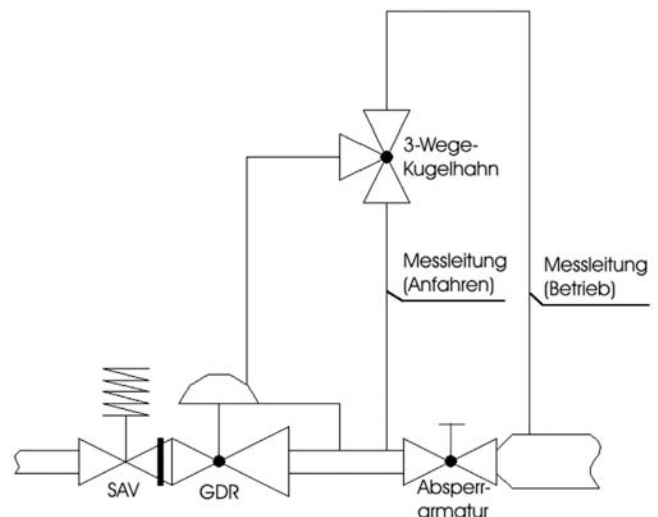 3-Wege-
Kugelhahn
Messleitung
(Anfahren)
Messleitung
(Betrieb)
SAV
GDR
Absperr-
armatur